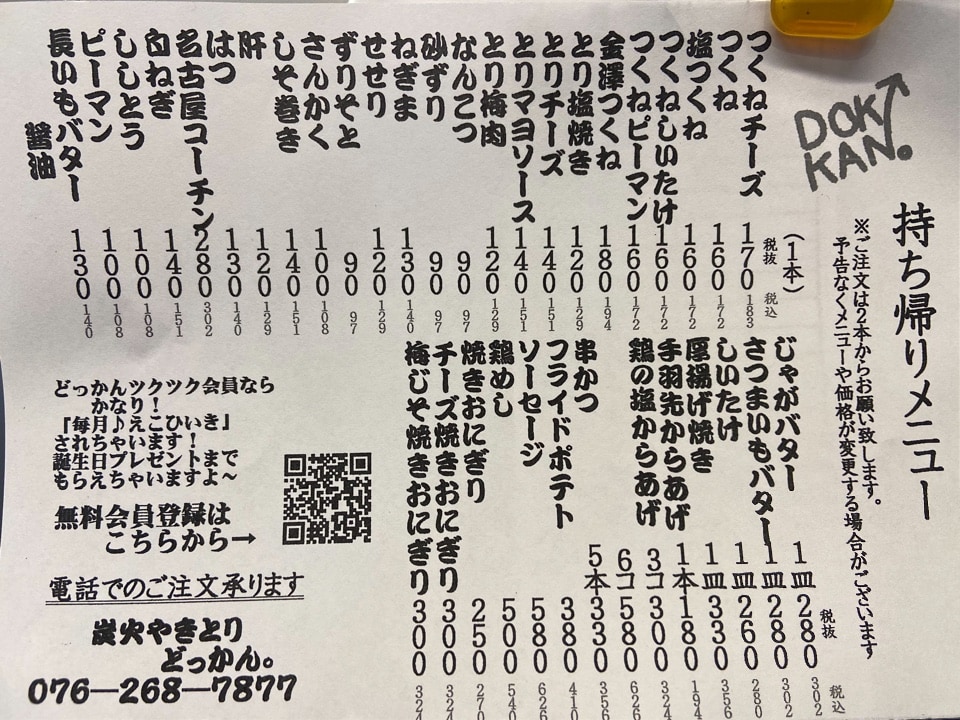 DOK
KAN.
持ち帰りメニュー
※ご注文は2本からお願い致します。
予告なくメニューや価格が変更する場合がございます
(1本) 税抜 税込
つくねチーズ 170 183
つくね 160 172
塩つくね 160 172
つくねしいたけ 160 172
つくねピーマン 160 172
金澤つくね 180 194
とり塩焼き 120 129
とりチーズ 140 151
とりマヨソース 140 151
とり梅肉 120 129
なんこつ 90 97
砂ずり 90 97
ねぎま 130 140
せせり 120 129
ずりそと 90 97
さんかく 100 108
しそ巻き 140 151
肝 120 129
はつ 130 140
名古屋コーチン 280 302
白ねぎ 140 151
ししとう 100 108
ピーマン 100 108
長いもバター
醤油 130 140
税抜 税込
じゃがバター 1皿 280 302
さつまいもバター 1皿 280 302
しいたけ 1皿 260 280
厚揚げ焼き 1皿 330 356
手羽先からあげ 1本 180 194
鶏の塩からあげ 3コ 300 324
6コ 580 626
串かつ 5本 330 356
フライドポテト 380 410
ソーセージ 580 626
鶏めし 500 540
焼きおにぎり 250 270
チーズ焼きおにぎり 300 324
梅じそ焼きおにぎり 300 324
どっかんツクツク会員なら
かなり！
『毎月♪えこひいき』
されちゃいます！
誕生日プレゼントまで
もらえちゃいますよ～
無料会員登録は
こちらから→
電話でのご注文承ります
炭火やきとり
どっかん。
076―268―7877